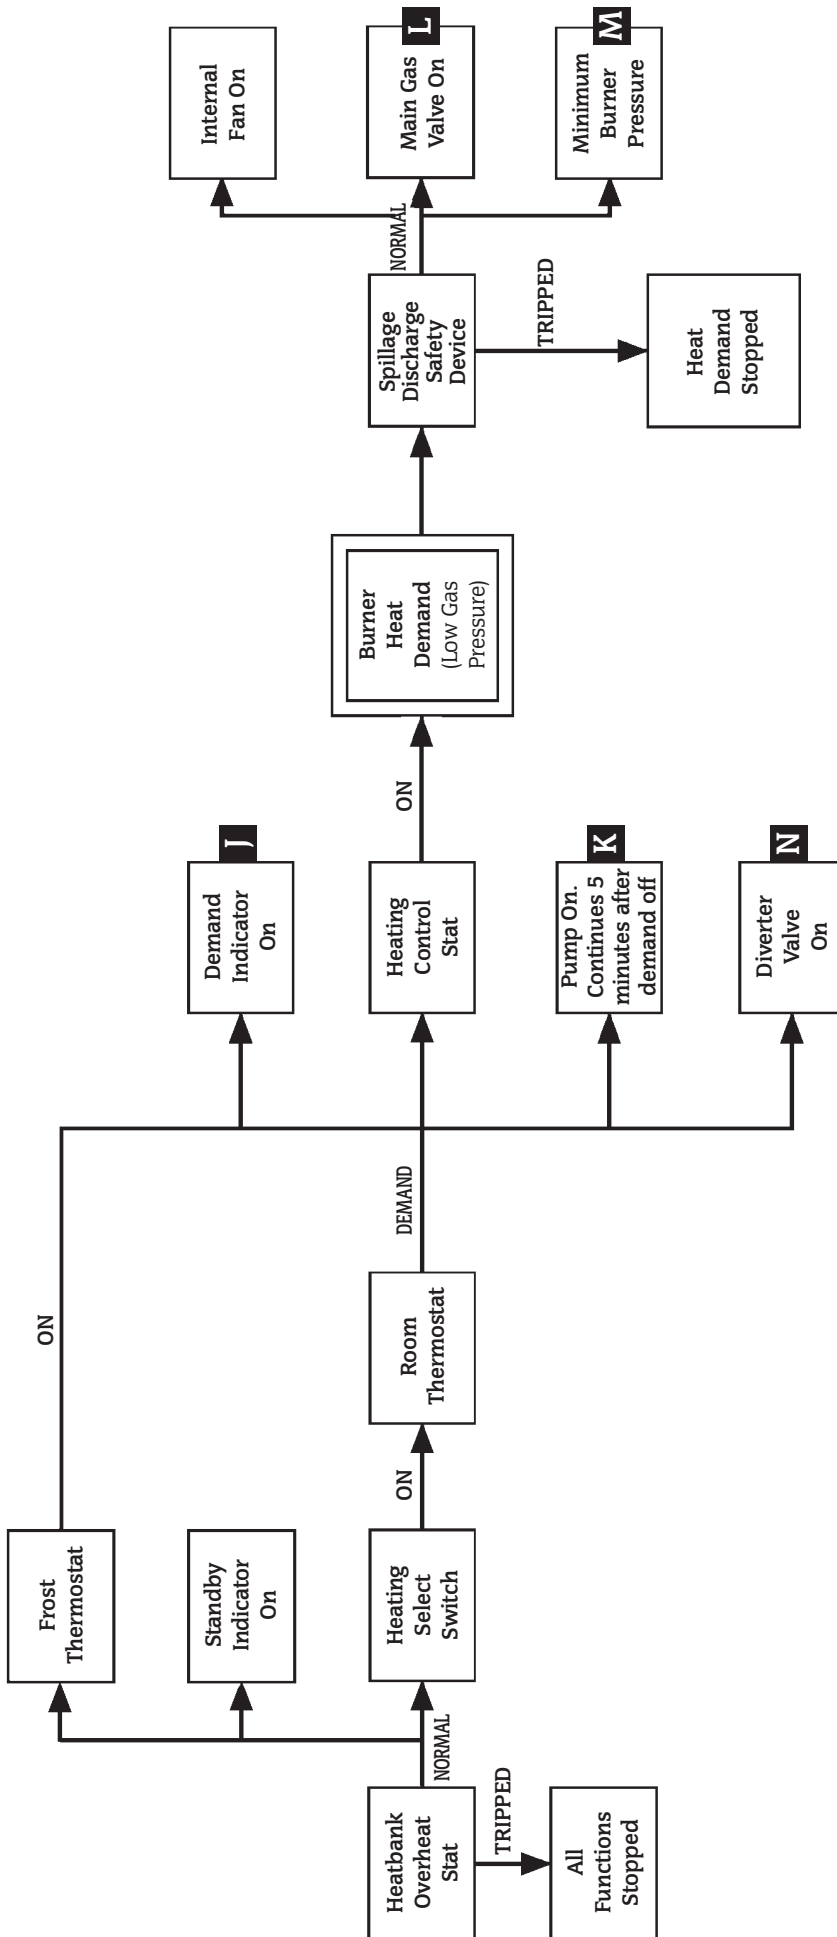 Heatbank
Overheat
Stat
NORMAL
TRIPPED
All
Functions
Stopped
Frost
Thermostat
ON
Standby
Indicator
On
Heating
Select
Switch
ON
Room
Thermostat
DEMAND
Demand
Indicator
On
J
Heating
Control
Stat
ON
Pump On.
Continues 5
minutes after
demand off
K
Diverter
Valve
On
N
Burner
Heat
Demand
(Low Gas
Pressure)
Spillage
Discharge
Safety
Device
NORMAL
TRIPPED
Heat
Demand
Stopped
Internal
Fan On
Main Gas
Valve On
L
Minimum
Burner
Pressure
M